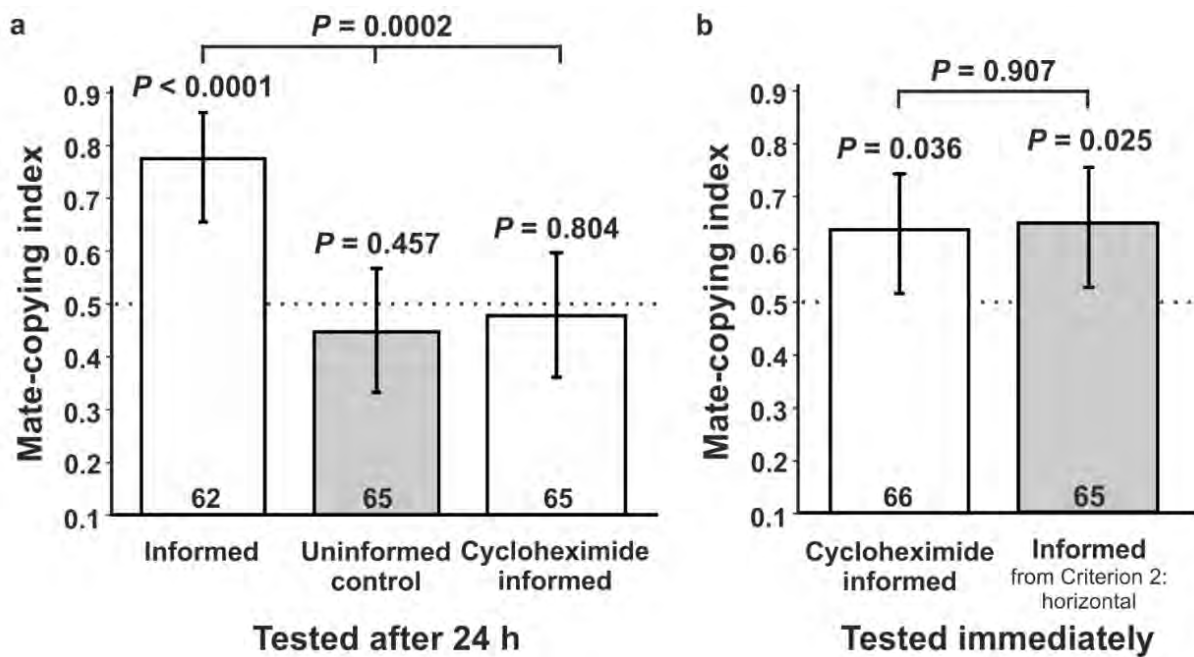 a
P = 0.0002
P < 0.0001
P = 0.457
P = 0.804
Mate-copying index
0.9
0.8
0.7
0.6
0.5
0.4
0.3
0.2
0.1
62
65
65
Informed
Uninformed
control
Cycloheximide
informed
Tested after 24 h
b
P = 0.907
P = 0.036
P = 0.025
Mate-copying index
0.9
0.8
0.7
0.6
0.5
0.4
0.3
0.2
0.1
66
65
Cycloheximide
informed
Informed
from Criterion 2:
horizontal
Tested immediately